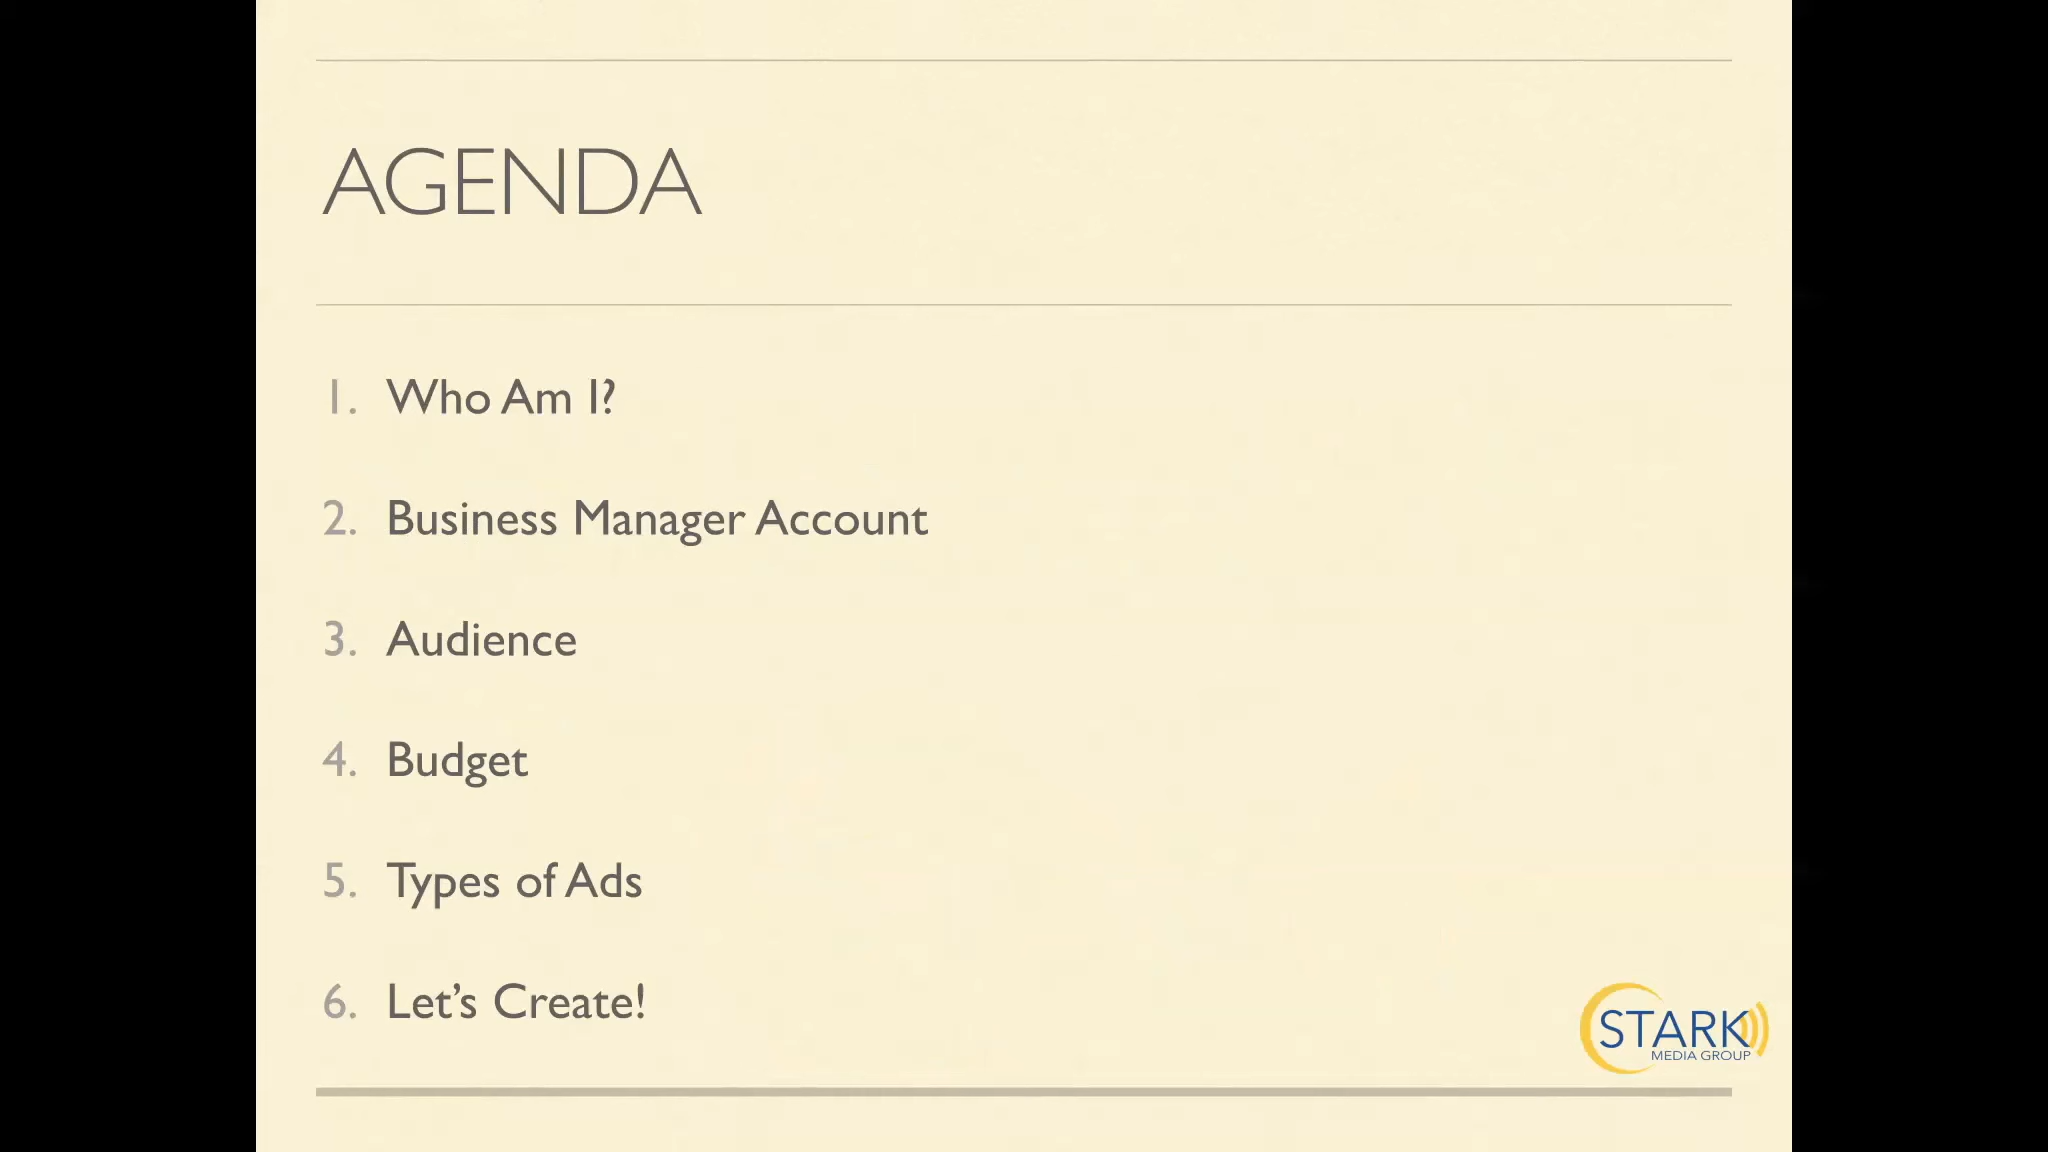 AGENDA
1. Who Am I?
2. Business Manager Account
3. Audience
4. Budget
5. Types of Ads
6. Let’s Create!
STARK
MEDIA GROUP